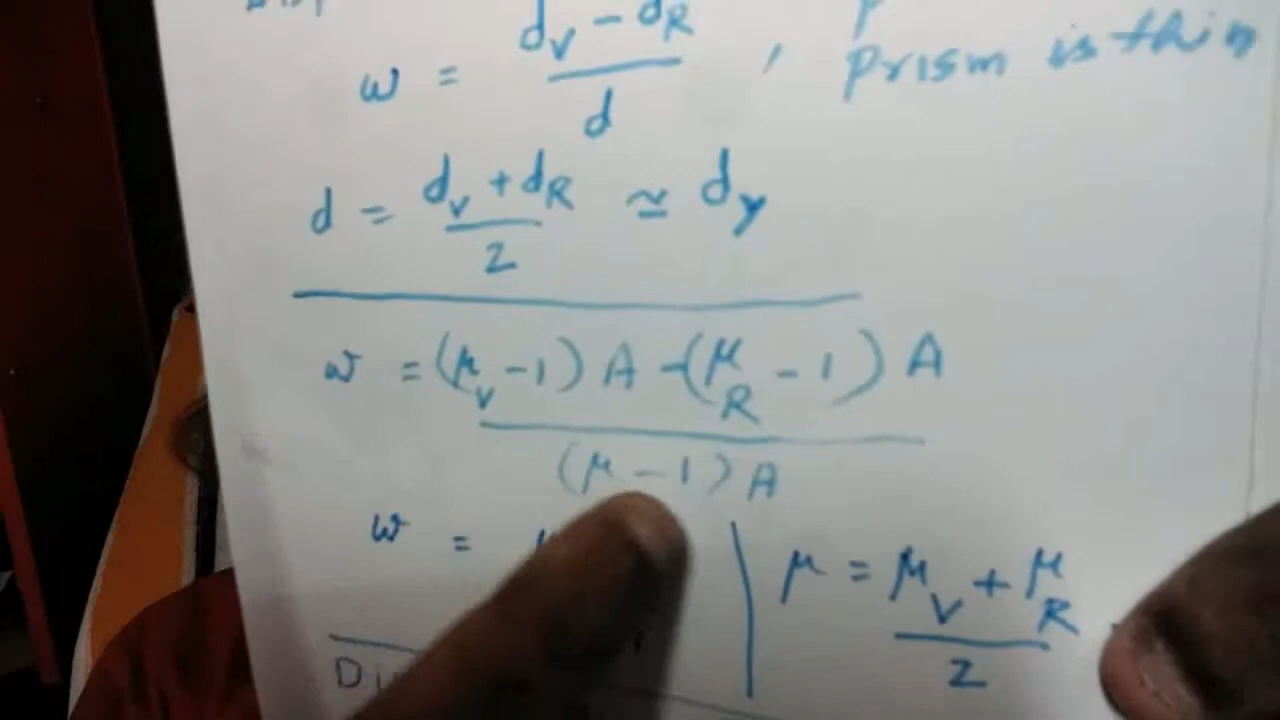 w = (d_V - d_R) / d , prism is thin
d = (d_V + d_R) / 2 ≃ d_y
w = ((μ_V - 1) A - (μ_R - 1) A) / ((μ - 1) A)
w =
μ = (μ_V + μ_R) / 2